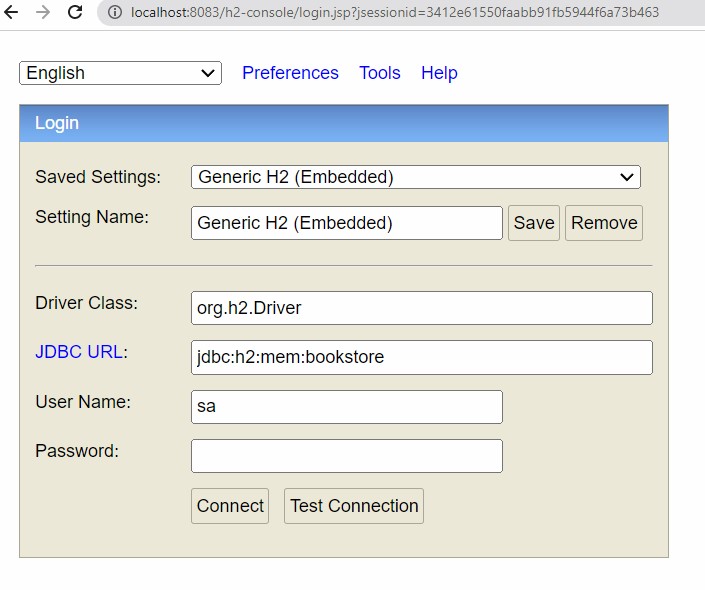 localhost:8083/h2-console/login.jsp?jsessionid=3412e61550faabb91fb5944f6a73b463
English Preferences Tools Help
Login
Saved Settings: Generic H2 (Embedded)
Setting Name: Generic H2 (Embedded) Save Remove
Driver Class: org.h2.Driver
JDBC URL: jdbc:h2:mem:bookstore
User Name: sa
Password:
Connect Test Connection